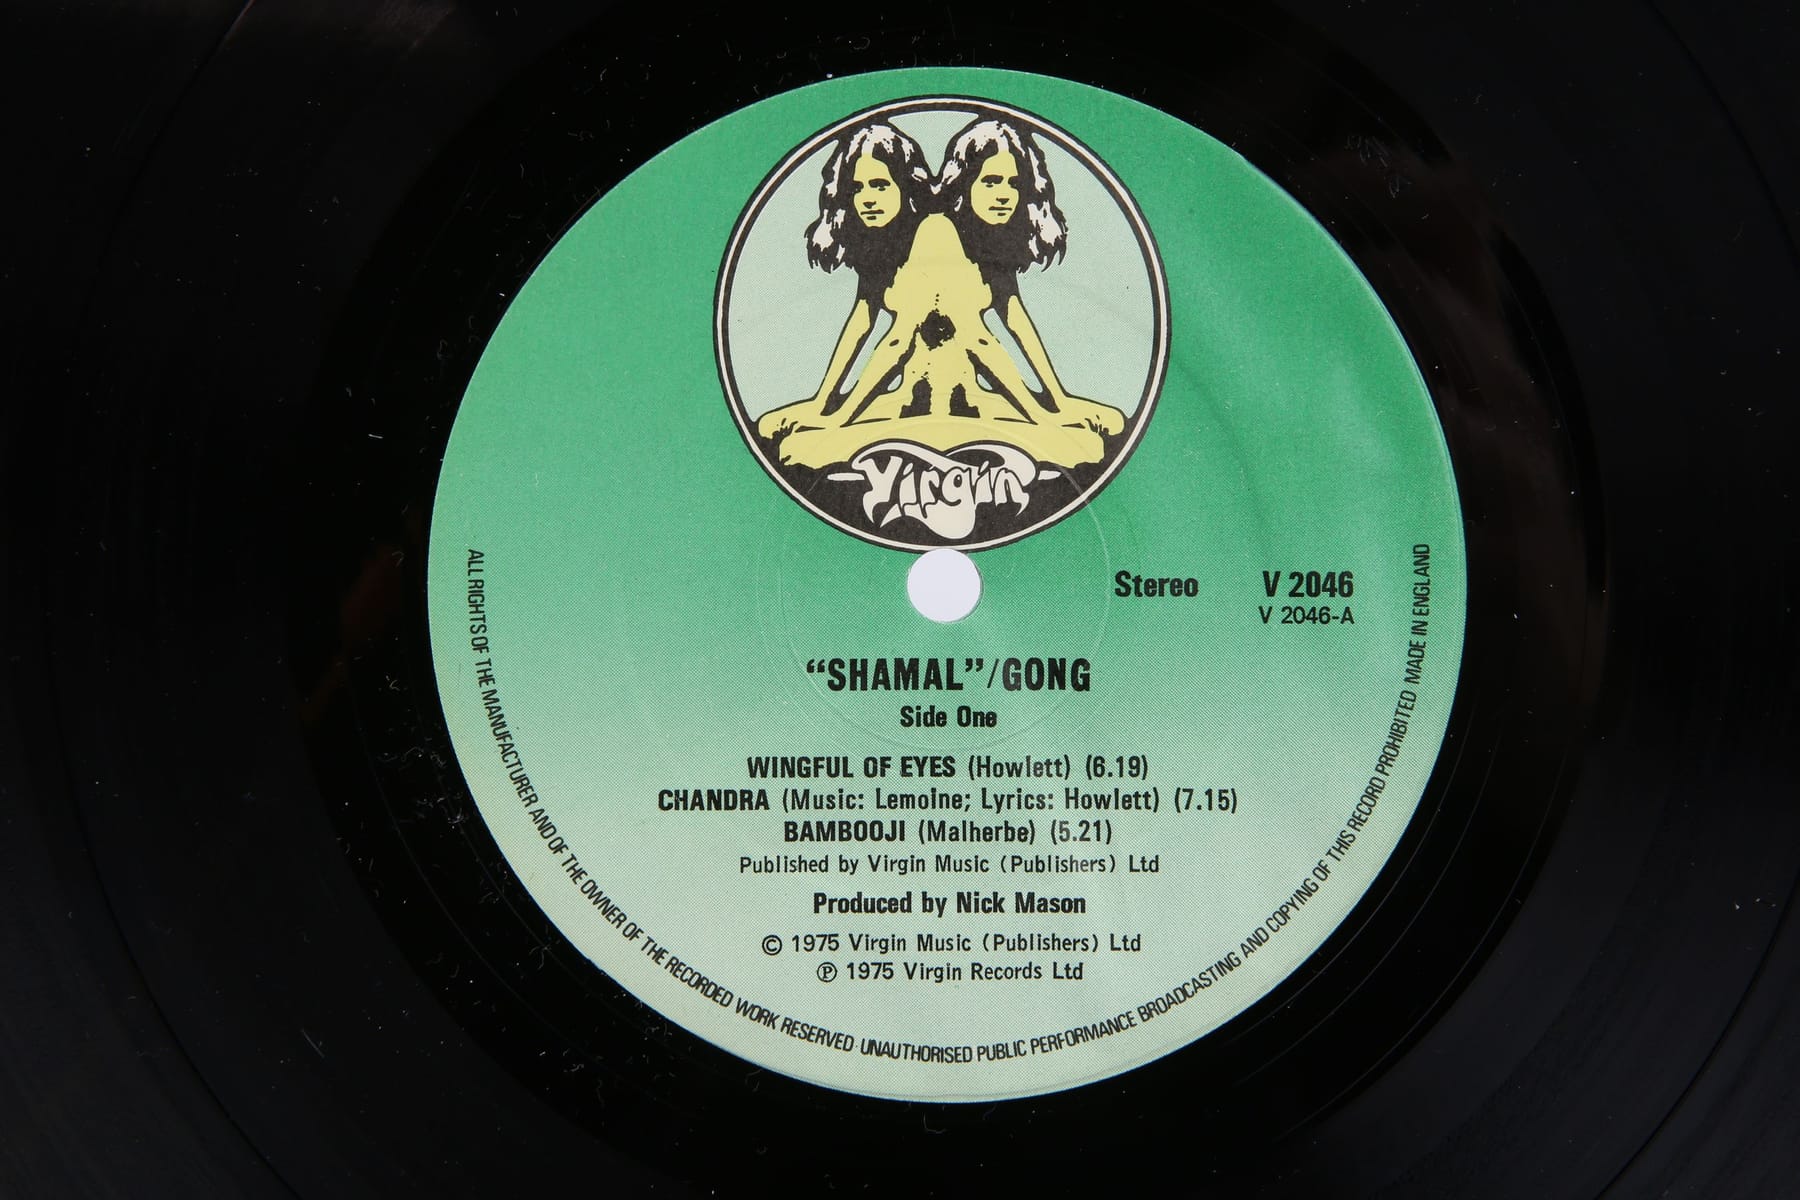 Virgin
Stereo V 2046
V 2046-A
“SHAMAL”/GONG
Side One
WINGFUL OF EYES (Howlett) (6.19)
CHANDRA (Music: Lemoine; Lyrics: Howlett) (7.15)
BAMBOOJI (Malherbe) (5.21)
Published by Virgin Music (Publishers) Ltd
Produced by Nick Mason
© 1975 Virgin Music (Publishers) Ltd
℗ 1975 Virgin Records Ltd
ALL RIGHTS OF THE MANUFACTURER AND OF THE OWNER OF THE RECORDED WORK RESERVED · UNAUTHORISED PUBLIC PERFORMANCE BROADCASTING AND COPYING OF THIS RECORD PROHIBITED MADE IN ENGLAND